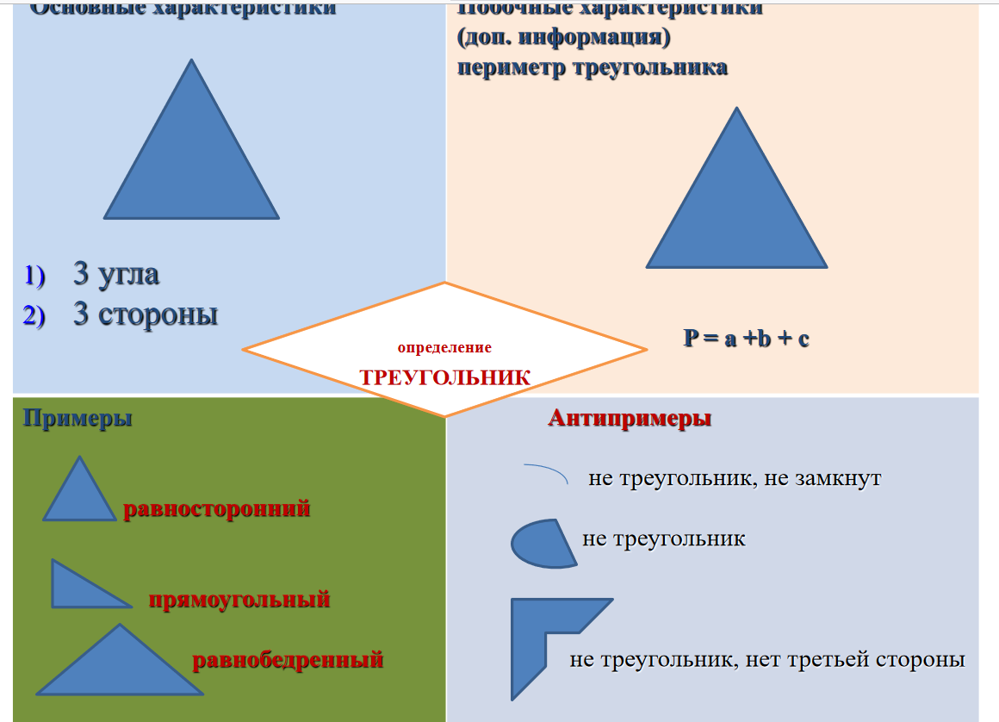 Основные характеристики
Побочные характеристики
(доп. информация)
периметр треугольника
1) 3 угла
2) 3 стороны
P = a +b + c
определение
ТРЕУГОЛЬНИК
Примеры
равносторонний
прямоугольный
равнобедренный
Антипримеры
не треугольник, не замкнут
не треугольник
не треугольник, нет третьей стороны